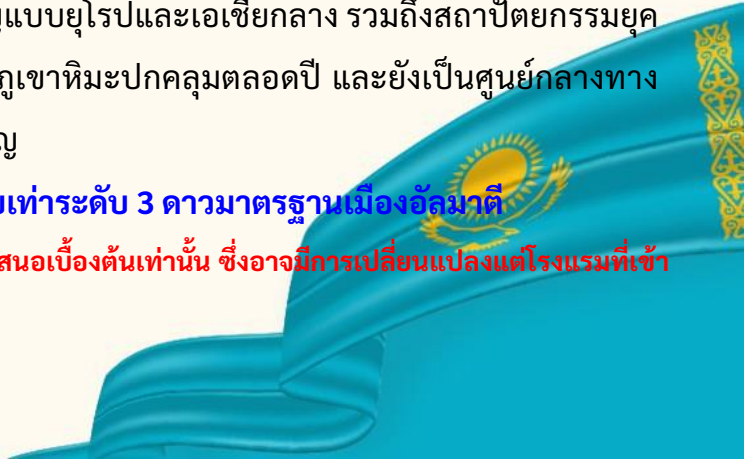 แบบยุโรปและเอเชียกลาง รวมถึงสถาปัตยกรรมยุค
ภูเขาหิมะปกคลุมตลอดปี และยังเป็นศูนย์กลางทาง
ญ
เท่าระดับ 3 ดาวมาตรฐานเมืองอัลมาตี
สนอเบื้องต้นเท่านั้น ซึ่งอาจมีการเปลี่ยนแปลงแต่โรงแรมที่เข้า